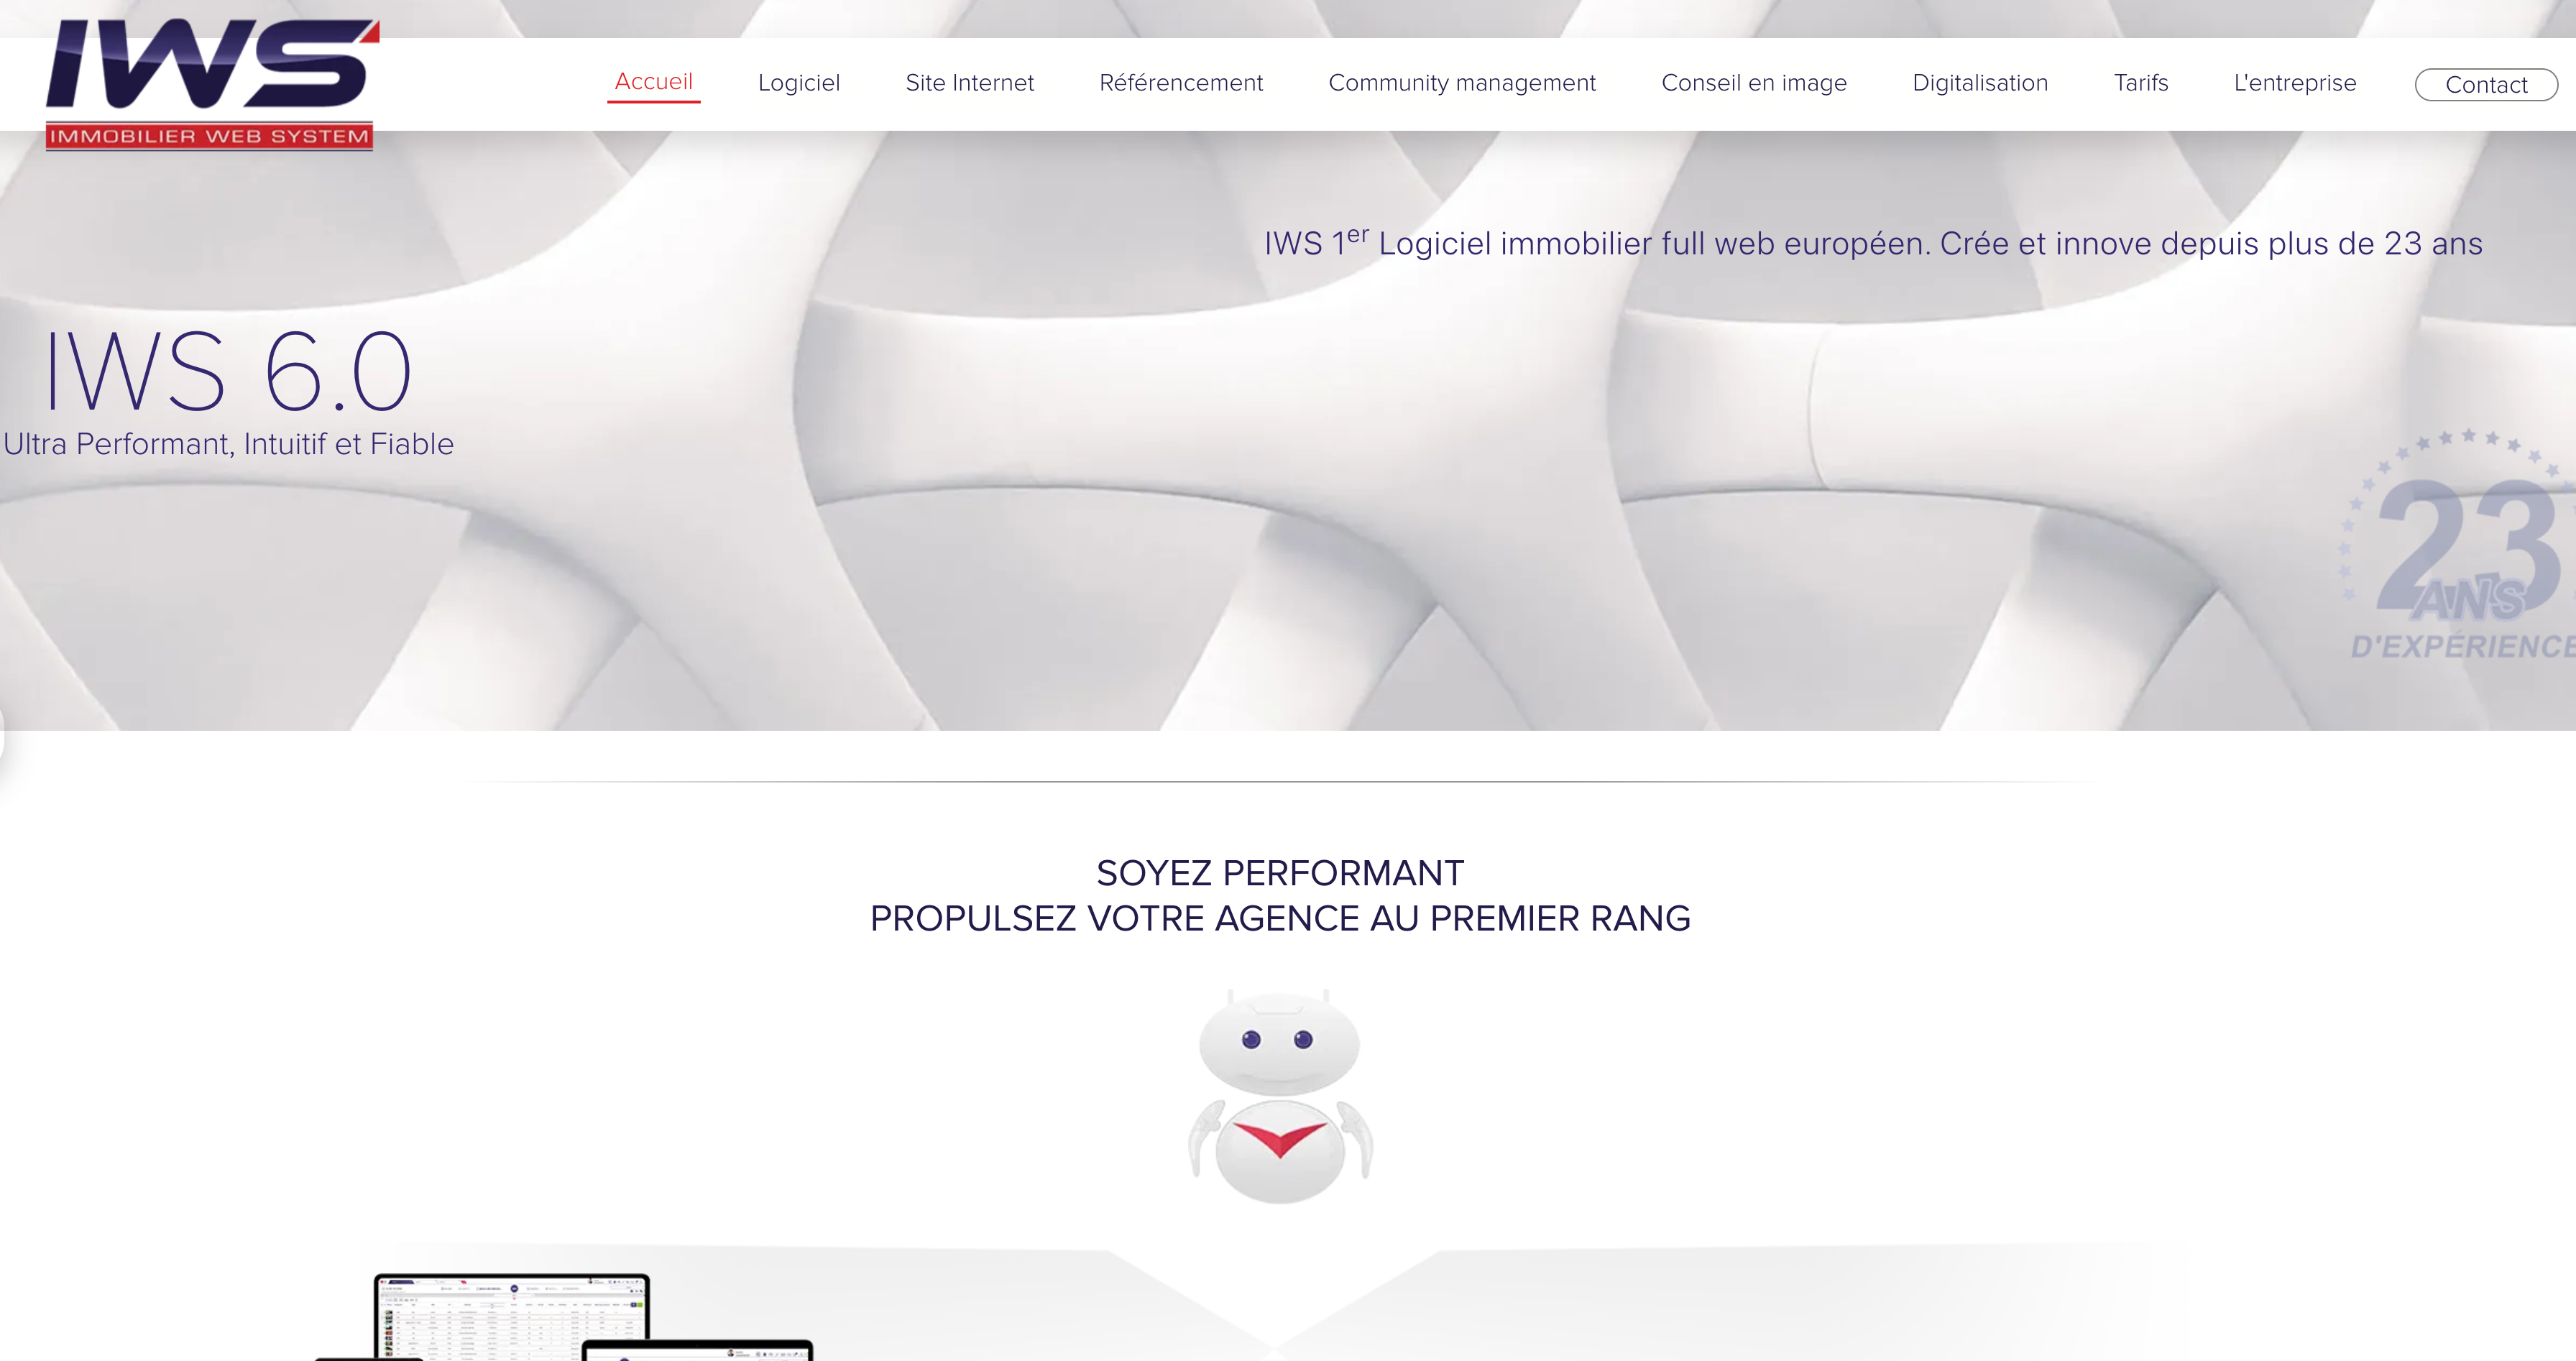 IWS
IMMOBILIER WEB SYSTEM
Accueil
Logiciel
Site Internet
Référencement
Community management
Conseil en image
Digitalisation
Tarifs
L'entreprise
Contact
IWS 1er Logiciel immobilier full web européen. Crée et innove depuis plus de 23 ans
IWS 6.0
Ultra Performant, Intuitif et Fiable
23
ANS
D'EXPÉRIENCE
SOYEZ PERFORMANT
PROPULSEZ VOTRE AGENCE AU PREMIER RANG